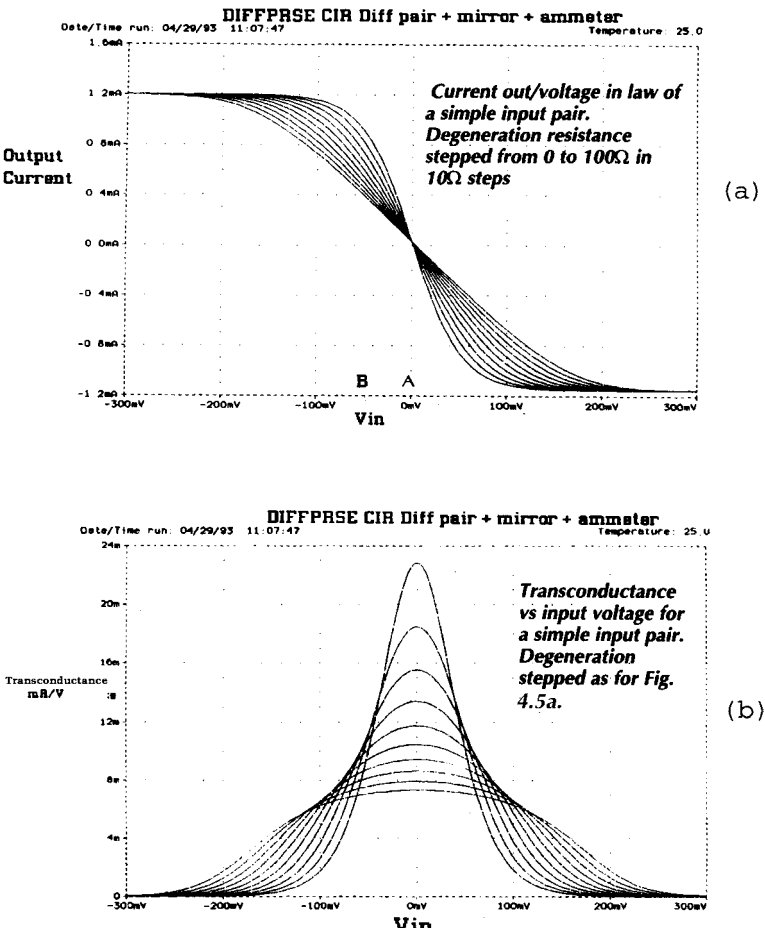 DIFFPRSE CIR Diff pair + mirror + ammeter
Date/Time run: 04/29/93 11:07:47
Temperature: 25.0
1.6mA
1 2mA
0 8mA
0 4mA
0 0mA
-0 4mA
-0 8mA
-1 2mA
Output
Current
Current out/voltage in law of
a simple input pair.
Degeneration resistance
stepped from 0 to 100Ω in
10Ω steps
(a)
B A
-300mV -200mV -100mV 0mV 100mV 200mV 300mV
Vin
DIFFPRSE CIR Diff pair + mirror + ammeter
Date/Time run: 04/29/93 11:07:47
Temperature: 25.0
24m
20m
16m
12m
8m
4m
0
Transconductance
mA/V
Transconductance
vs input voltage for
a simple input pair.
Degeneration
stepped as for Fig.
4.5a.
(b)
-300mV -200mV -100mV 0mV 100mV 200mV 300mV
Vin